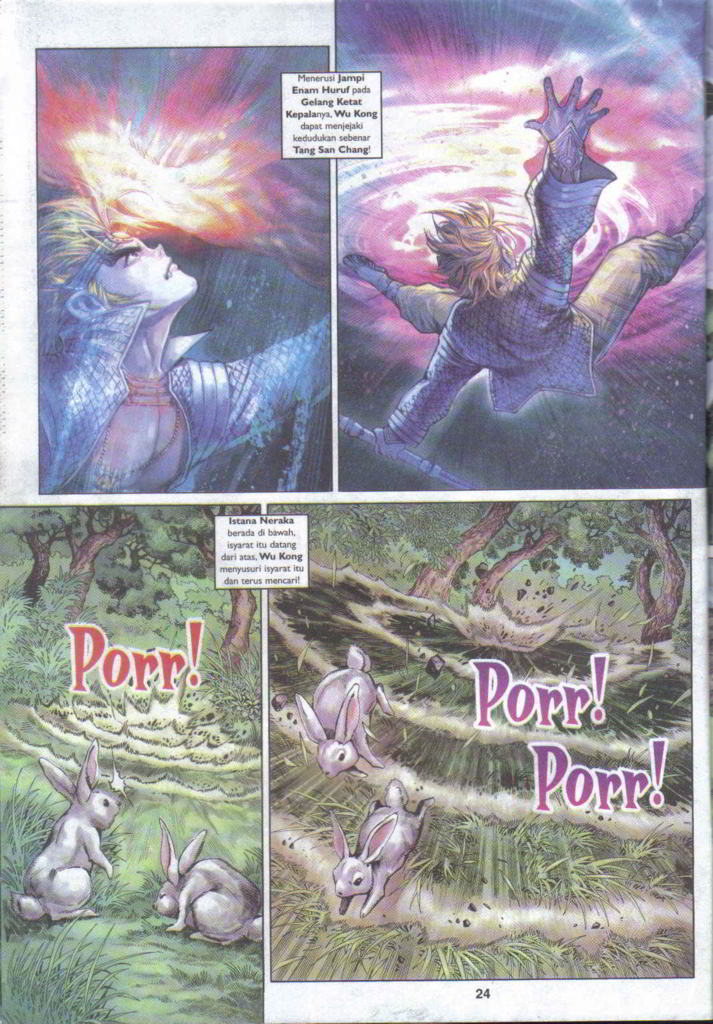 Menerusi Jampi
Enam Huruf pada
Gelang Ketat
Kepalanya, Wu Kong
dapat menjejaki
kedudukan sebenar
Tang San Chang!
Istana Neraka
berada di bawah,
isyarat itu datang
dari atas, Wu Kong
menyusuri isyarat itu
dan terus mencari!
Porr!
Porr!
Porr!
24